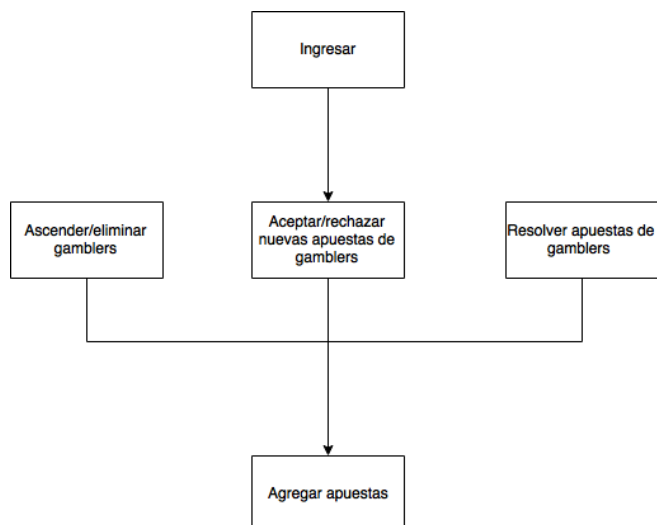 Ingresar
Ascender/eliminar
gamblers
Aceptar/rechazar
nuevas apuestas de
gamblers
Resolver apuestas de
gamblers
Agregar apuestas